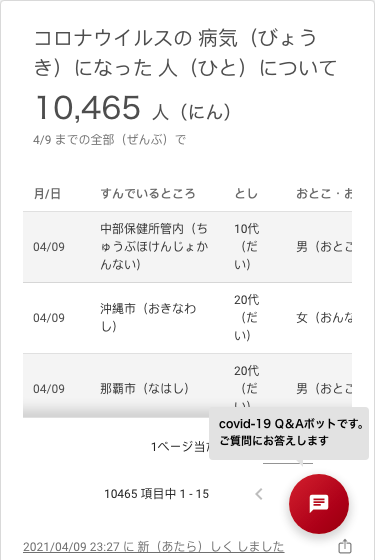 コロナウイルスの 病気（びょう
き）になった 人（ひと）について
10,465 人（にん）
4/9 までの全部（ぜんぶ）で
月/日 すんでいるところ とし おとこ・お
中部保健所管内（ち 10代
04/09 ゅうぶほけんじょか （だ 男（おとこ
んない） い）
20代
04/09 沖縄市（おきなわ （だ 女（おんな
し） い）
20代
04/09 那覇市（なはし） （だ 男（おとこ
い）
covid-19 Q&Aボットです。
ご質問にお答えします
1ページ当
10465 項目中 1 - 15
2021/04/09 23:27 に 新（あたら）しく しました